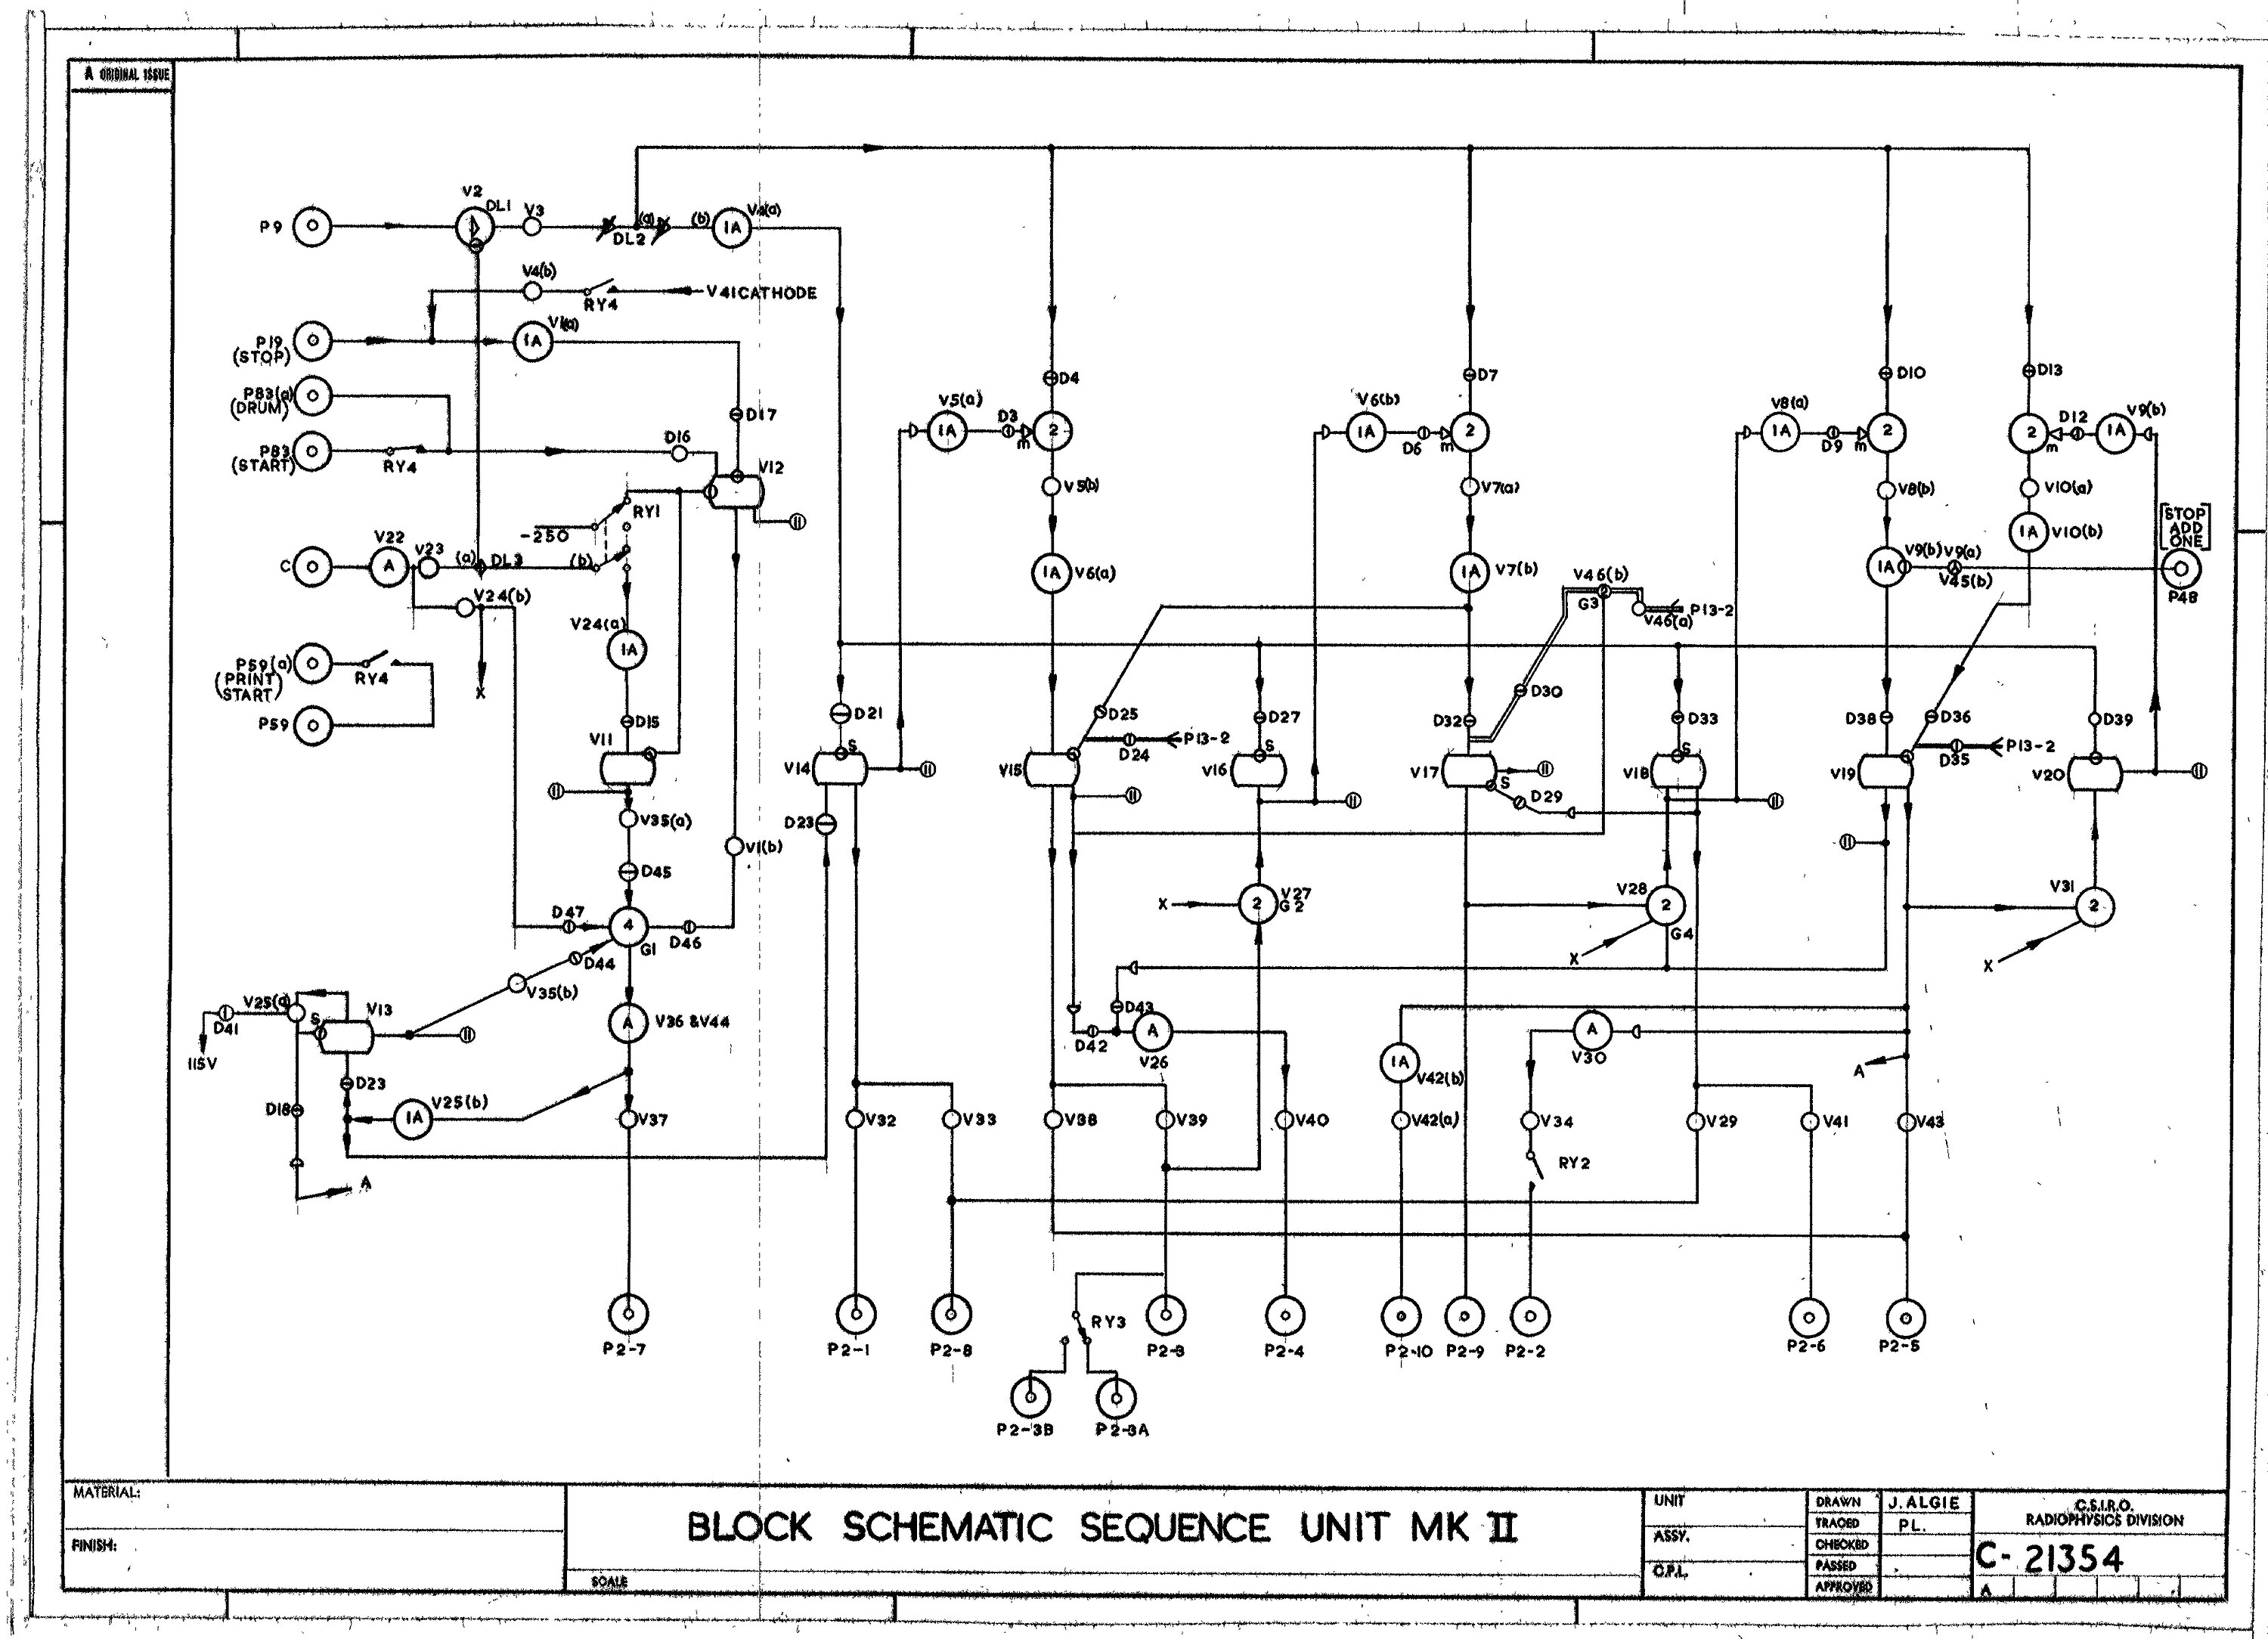 A ORIGINAL ISSUE
V2
DL1
V3
P9
(a)
(b)
V4(a)
DL2
1A
V4(b)
RY4
V41 CATHODE
P19
(STOP)
V1(a)
1A
P83(a)
(DRUM)
D17
P83
(START)
RY4
D16
V12
RY1
-250
C
V22
A
V23
(a)
DL3
(b)
V24(b)
X
V24(a)
1A
P59(a)
(PRINT
START)
RY4
P59
D15
V11
V35(a)
D45
V1(b)
D47
4
G1
D46
D44
V35(b)
V25(a)
D41
115V
S
V13
A
V36 & V44
D23
D18
1A
V25(b)
V37
A
D4
V5(a)
1A
D3
m
2
V5(b)
1A
V6(a)
D7
V6(b)
1A
D6
m
2
V7(a)
1A
V7(b)
D10
V8(a)
1A
D9
m
2
V8(b)
D13
2
m
D12
V9(b)
1A
V10(a)
1A
V10(b)
[STOP
ADD
ONE]
1A
V9(b)
V9(a)
V45(b)
P48
V46(b)
G3
V46(a)
P13-2
D30
D21
S
V14
D23
D25
P13-2
D24
V15
D27
S
V16
D32
V17
S
D29
D33
S
V18
D38
D36
P13-2
D35
V19
D39
V20
X
2
V27
G2
V28
2
G4
X
V31
2
X
D43
D42
A
V26
1A
V42(b)
A
V30
A
V32
V33
V38
V39
V40
V42(a)
V34
RY2
V29
V41
V43
RY3
P2-7
P2-1
P2-8
P2-3
P2-4
P2-10
P2-9
P2-2
P2-6
P2-5
P2-3B
P2-3A
MATERIAL:
FINISH:
BLOCK SCHEMATIC SEQUENCE UNIT MK II
SCALE
UNIT
ASSY.
C.P.L.
DRAWN
J. ALGIE
TRACED
PL.
CHECKED
PASSED
APPROVED
C.S.I.R.O.
RADIOPHYSICS DIVISION
C- 21354
A